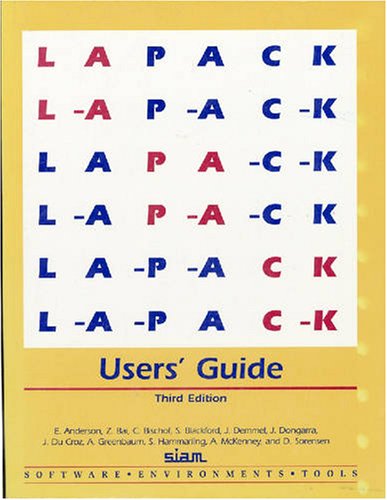 L A P A C K
L -A P -A C -K
L A P A -C -K
L -A P -A -C K
L A -P -A C K
L -A -P A C -K
Users' Guide
Third Edition
E. Anderson, Z. Bai, C. Bischof, S. Blackford, J. Demmel, J. Dongarra,
J. Du Croz, A. Greenbaum, S. Hammarling, A. McKenney, and D. Sorensen
siam
SOFTWARE • ENVIRONMENTS • TOOLS